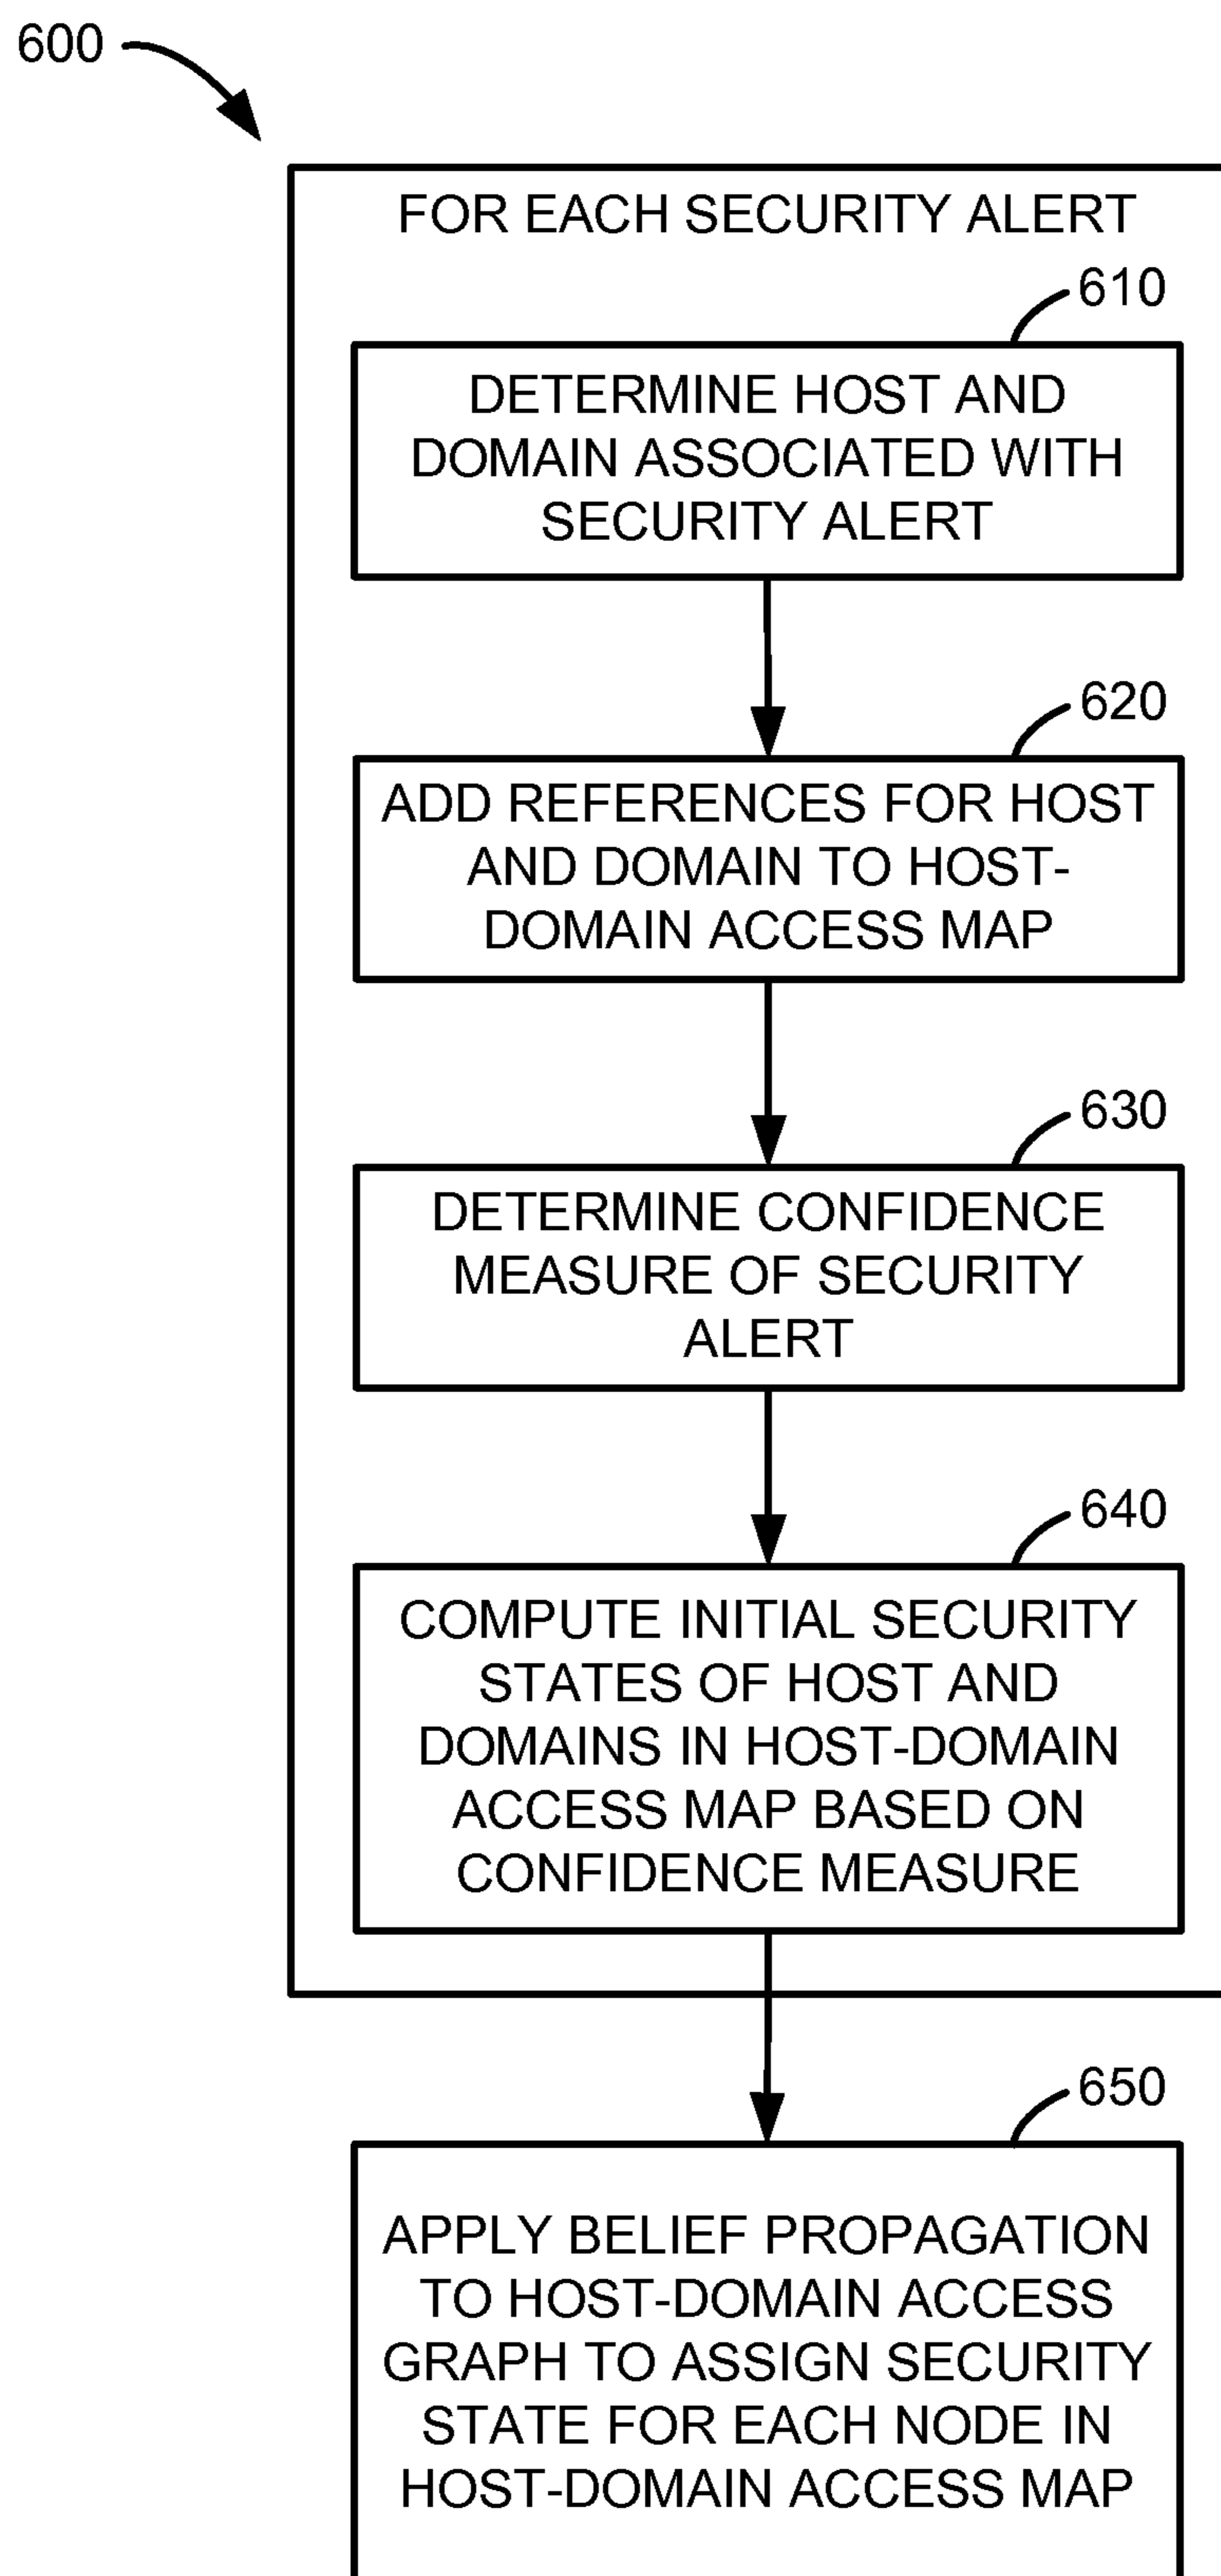 600
FOR EACH SECURITY ALERT
610
DETERMINE HOST AND
DOMAIN ASSOCIATED WITH
SECURITY ALERT
620
ADD REFERENCES FOR HOST
AND DOMAIN TO HOST-
DOMAIN ACCESS MAP
630
DETERMINE CONFIDENCE
MEASURE OF SECURITY
ALERT
640
COMPUTE INITIAL SECURITY
STATES OF HOST AND
DOMAINS IN HOST-DOMAIN
ACCESS MAP BASED ON
CONFIDENCE MEASURE
650
APPLY BELIEF PROPAGATION
TO HOST-DOMAIN ACCESS
GRAPH TO ASSIGN SECURITY
STATE FOR EACH NODE IN
HOST-DOMAIN ACCESS MAP